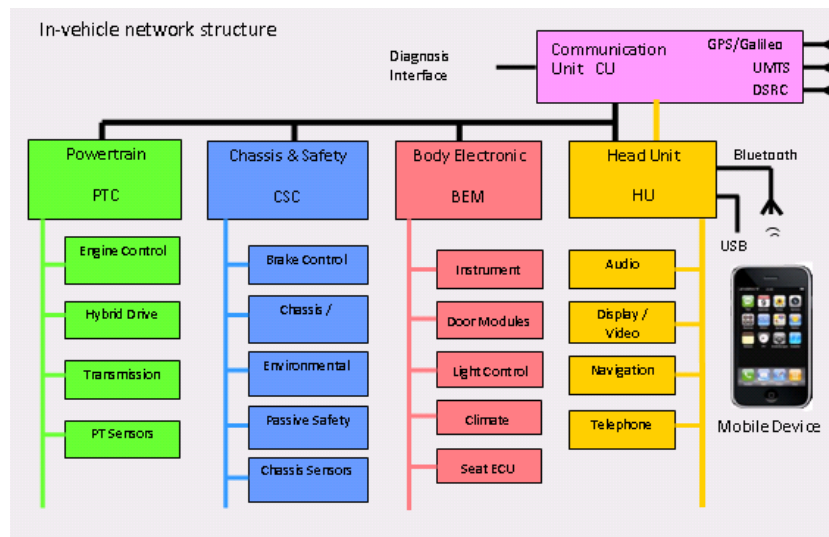 In-vehicle network structure
Diagnosis
Interface
Communication
Unit CU
GPS/Galileo
UMTS
DSRC
Powertrain
PTC
Chassis & Safety
CSC
Body Electronic
BEM
Head Unit
HU
Bluetooth
USB
Engine Control
Hybrid Drive
Transmission
PT Sensors
Brake Control
Chassis /
Environmental
Passive Safety
Chassis Sensors
Instrument
Door Modules
Light Control
Climate
Seat ECU
Audio
Display /
Video
Navigation
Telephone
Mobile Device